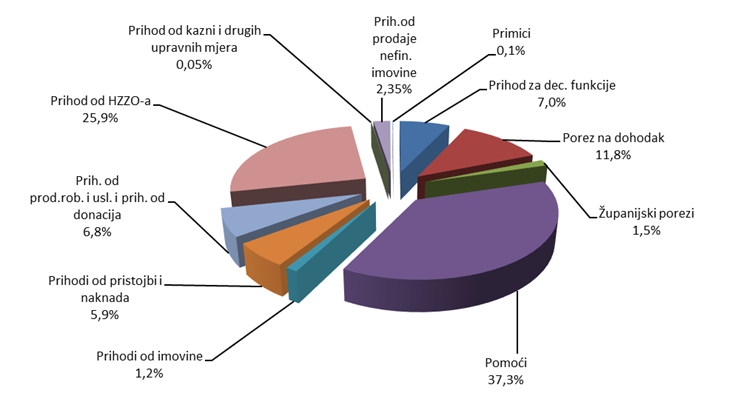 Prihod od kazni i drugih
upravnih mjera
0,05%
Prih.od
prodaje
nefin.
imovine
2,35%
Primici
0,1%
Prihod za dec. funkcije
7,0%
Porez na dohodak
11,8%
Županijski porezi
1,5%
Pomoći
37,3%
Prihodi od imovine
1,2%
Prihodi od pristojbi i
naknada
5,9%
Prih. od
prod.rob. i usl. i prih. od
donacija
6,8%
Prihod od HZZO-a
25,9%